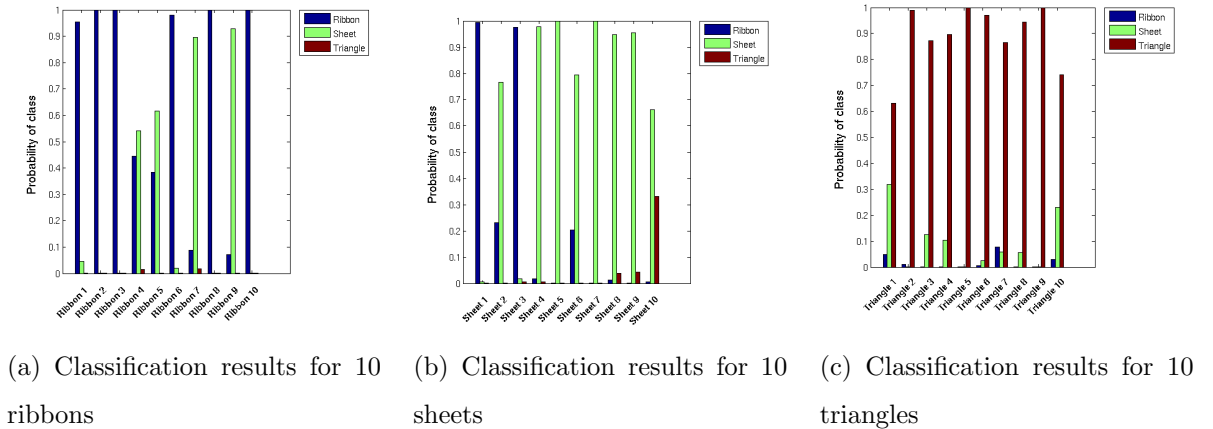 1
0.9
0.8
0.7
0.6
0.5
0.4
0.3
0.2
0.1
0
Probability of class
Ribbon 1
Ribbon 2
Ribbon 3
Ribbon 4
Ribbon 5
Ribbon 6
Ribbon 7
Ribbon 8
Ribbon 9
Ribbon 10
Ribbon
Sheet
Triangle
(a) Classification results for 10
ribbons
1
0.9
0.8
0.7
0.6
0.5
0.4
0.3
0.2
0.1
0
Probability of class
Sheet 1
Sheet 2
Sheet 3
Sheet 4
Sheet 5
Sheet 6
Sheet 7
Sheet 8
Sheet 9
Sheet 10
Ribbon
Sheet
Triangle
(b) Classification results for 10
sheets
1
0.9
0.8
0.7
0.6
0.5
0.4
0.3
0.2
0.1
0
Probability of class
Triangle 1
Triangle 2
Triangle 3
Triangle 4
Triangle 5
Triangle 6
Triangle 7
Triangle 8
Triangle 9
Triangle 10
Ribbon
Sheet
Triangle
(c) Classification results for 10
triangles